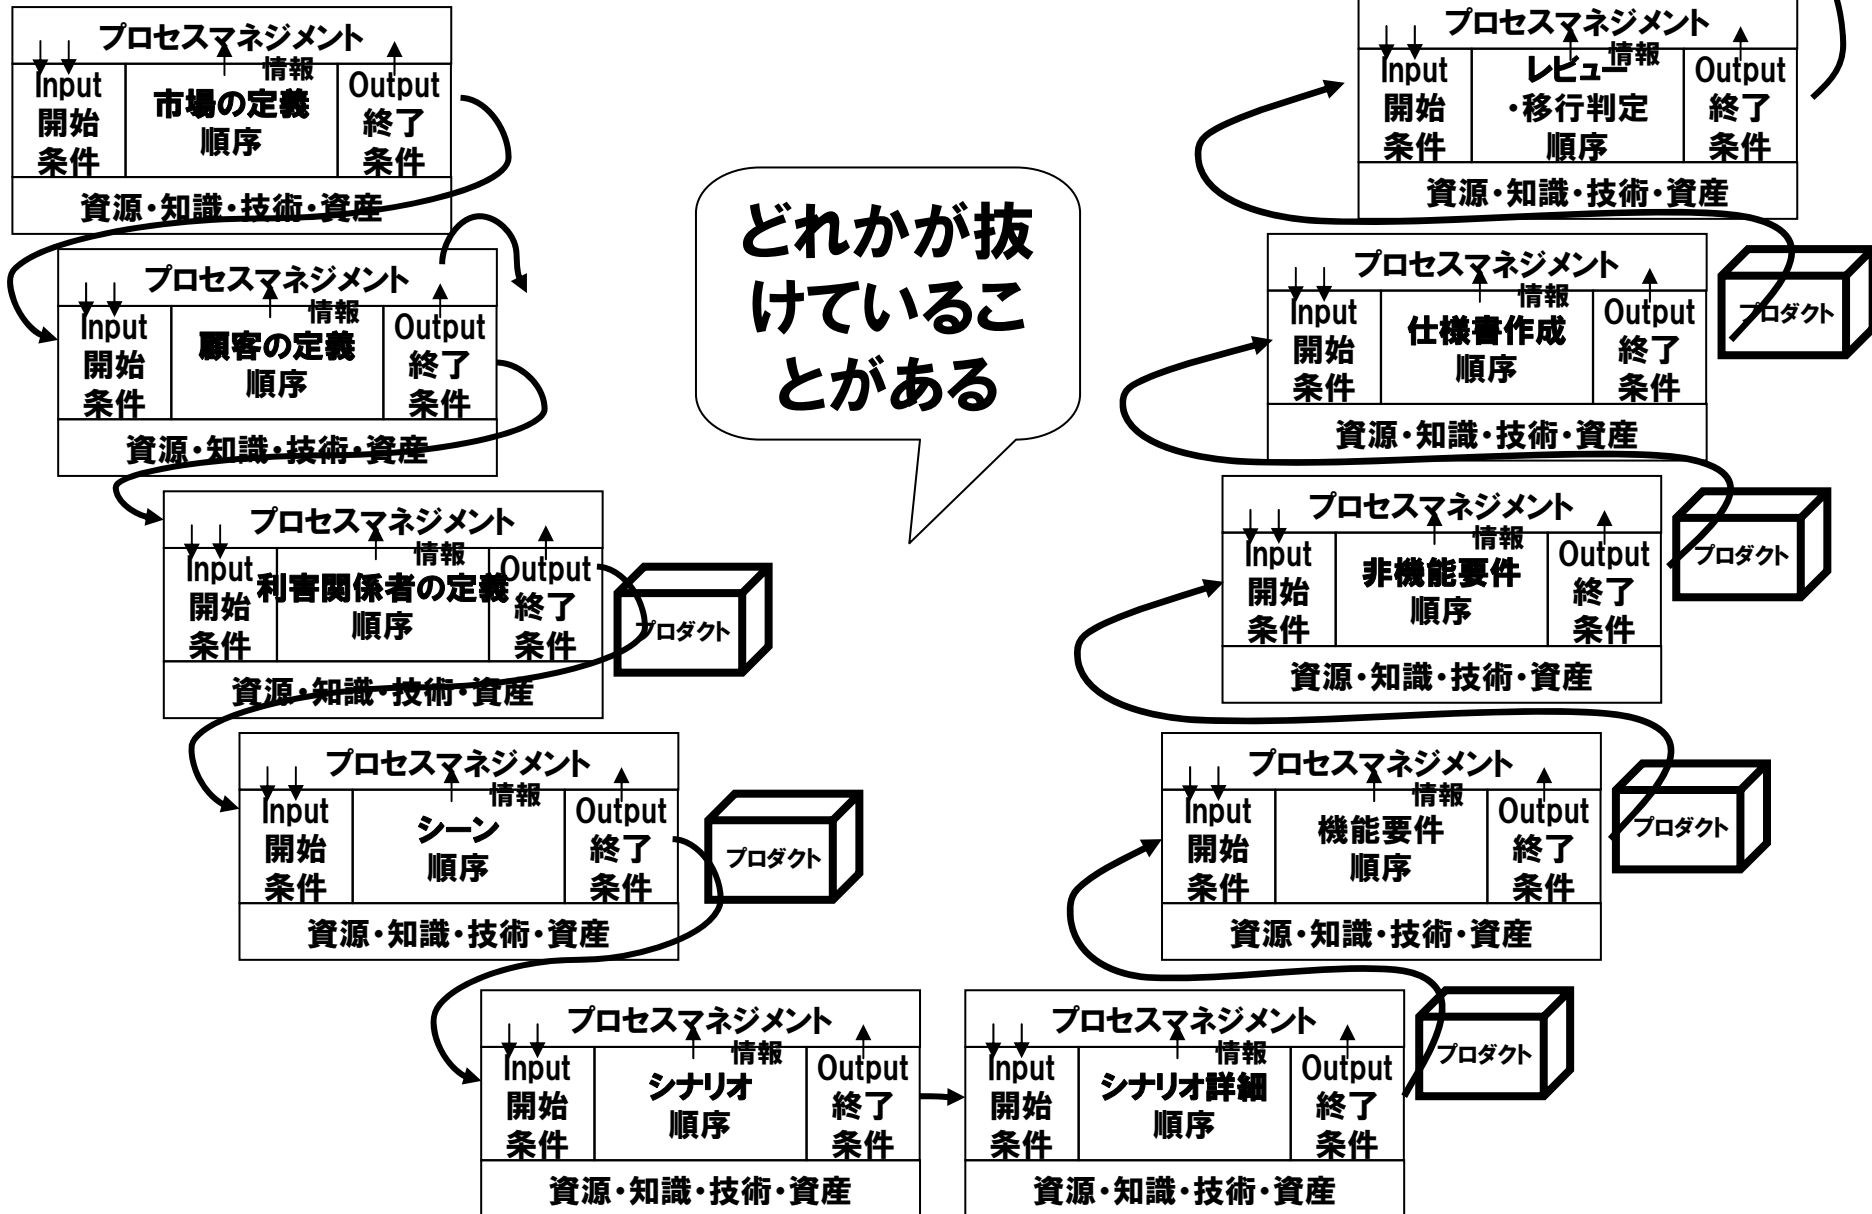 プロセスマネジメント
情報
Input
開始
条件
市場の定義
順序
Output
終了
条件
資源・知識・技術・資産
プロセスマネジメント
情報
Input
開始
条件
顧客の定義
順序
Output
終了
条件
資源・知識・技術・資産
プロセスマネジメント
情報
Input
開始
条件
利害関係者の定義
順序
Output
終了
条件
資源・知識・技術・資産
プロダクト
プロセスマネジメント
情報
Input
開始
条件
シーン
順序
Output
終了
条件
資源・知識・技術・資産
プロダクト
プロセスマネジメント
情報
Input
開始
条件
シナリオ
順序
Output
終了
条件
資源・知識・技術・資産
プロセスマネジメント
情報
Input
開始
条件
シナリオ詳細
順序
Output
終了
条件
資源・知識・技術・資産
プロダクト
プロセスマネジメント
情報
Input
開始
条件
機能要件
順序
Output
終了
条件
資源・知識・技術・資産
プロダクト
プロセスマネジメント
情報
Input
開始
条件
非機能要件
順序
Output
終了
条件
資源・知識・技術・資産
プロダクト
プロセスマネジメント
情報
Input
開始
条件
仕様書作成
順序
Output
終了
条件
資源・知識・技術・資産
プロダクト
プロセスマネジメント
情報
Input
開始
条件
レビュー
・移行判定
順序
Output
終了
条件
資源・知識・技術・資産
どれかが抜
けているこ
とがある